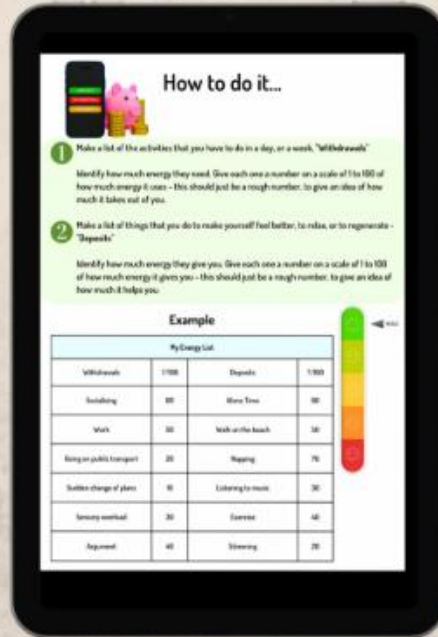 How to do it...
1 Make a list of the activities that you have to do in a day, or a week, "Withdrawals"
Identify how much energy they need. Give each one a number on a scale of 1 to 100 of
how much energy it uses - this should just be a rough number, to give an idea of how
much it takes out of you.
2 Make a list of things that you do to make yourself feel better, to relax, or to regenerate -
"Deposits"
Identify how much energy they give you. Give each one a number on a scale of 1 to 100
of how much energy it gives you - this should just be a rough number, to give an idea of
how much it helps you.
Example
My Energy List
Withdrawals 1/100 Deposits 1/100
Socialising 80 Alone Time 80
Work 50 Walk on the beach 50
Being on public transport 20 Napping 70
Sudden change of plans 10 Listening to music 30
Sensory overload 30 Exercise 40
Argument 40 Streaming 20